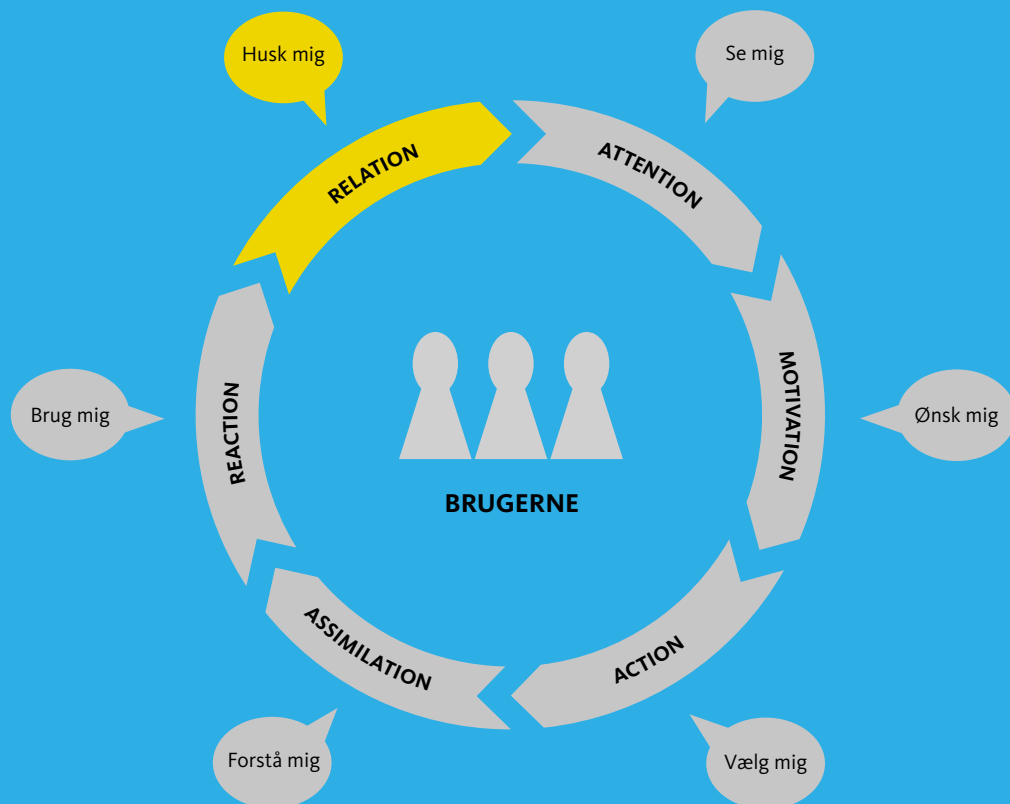 Husk mig
Se mig
RELATION
ATTENTION
Brug mig
REACTION
MOTIVATION
Ønsk mig
BRUGERNE
ASSIMILATION
ACTION
Forstå mig
Vælg mig